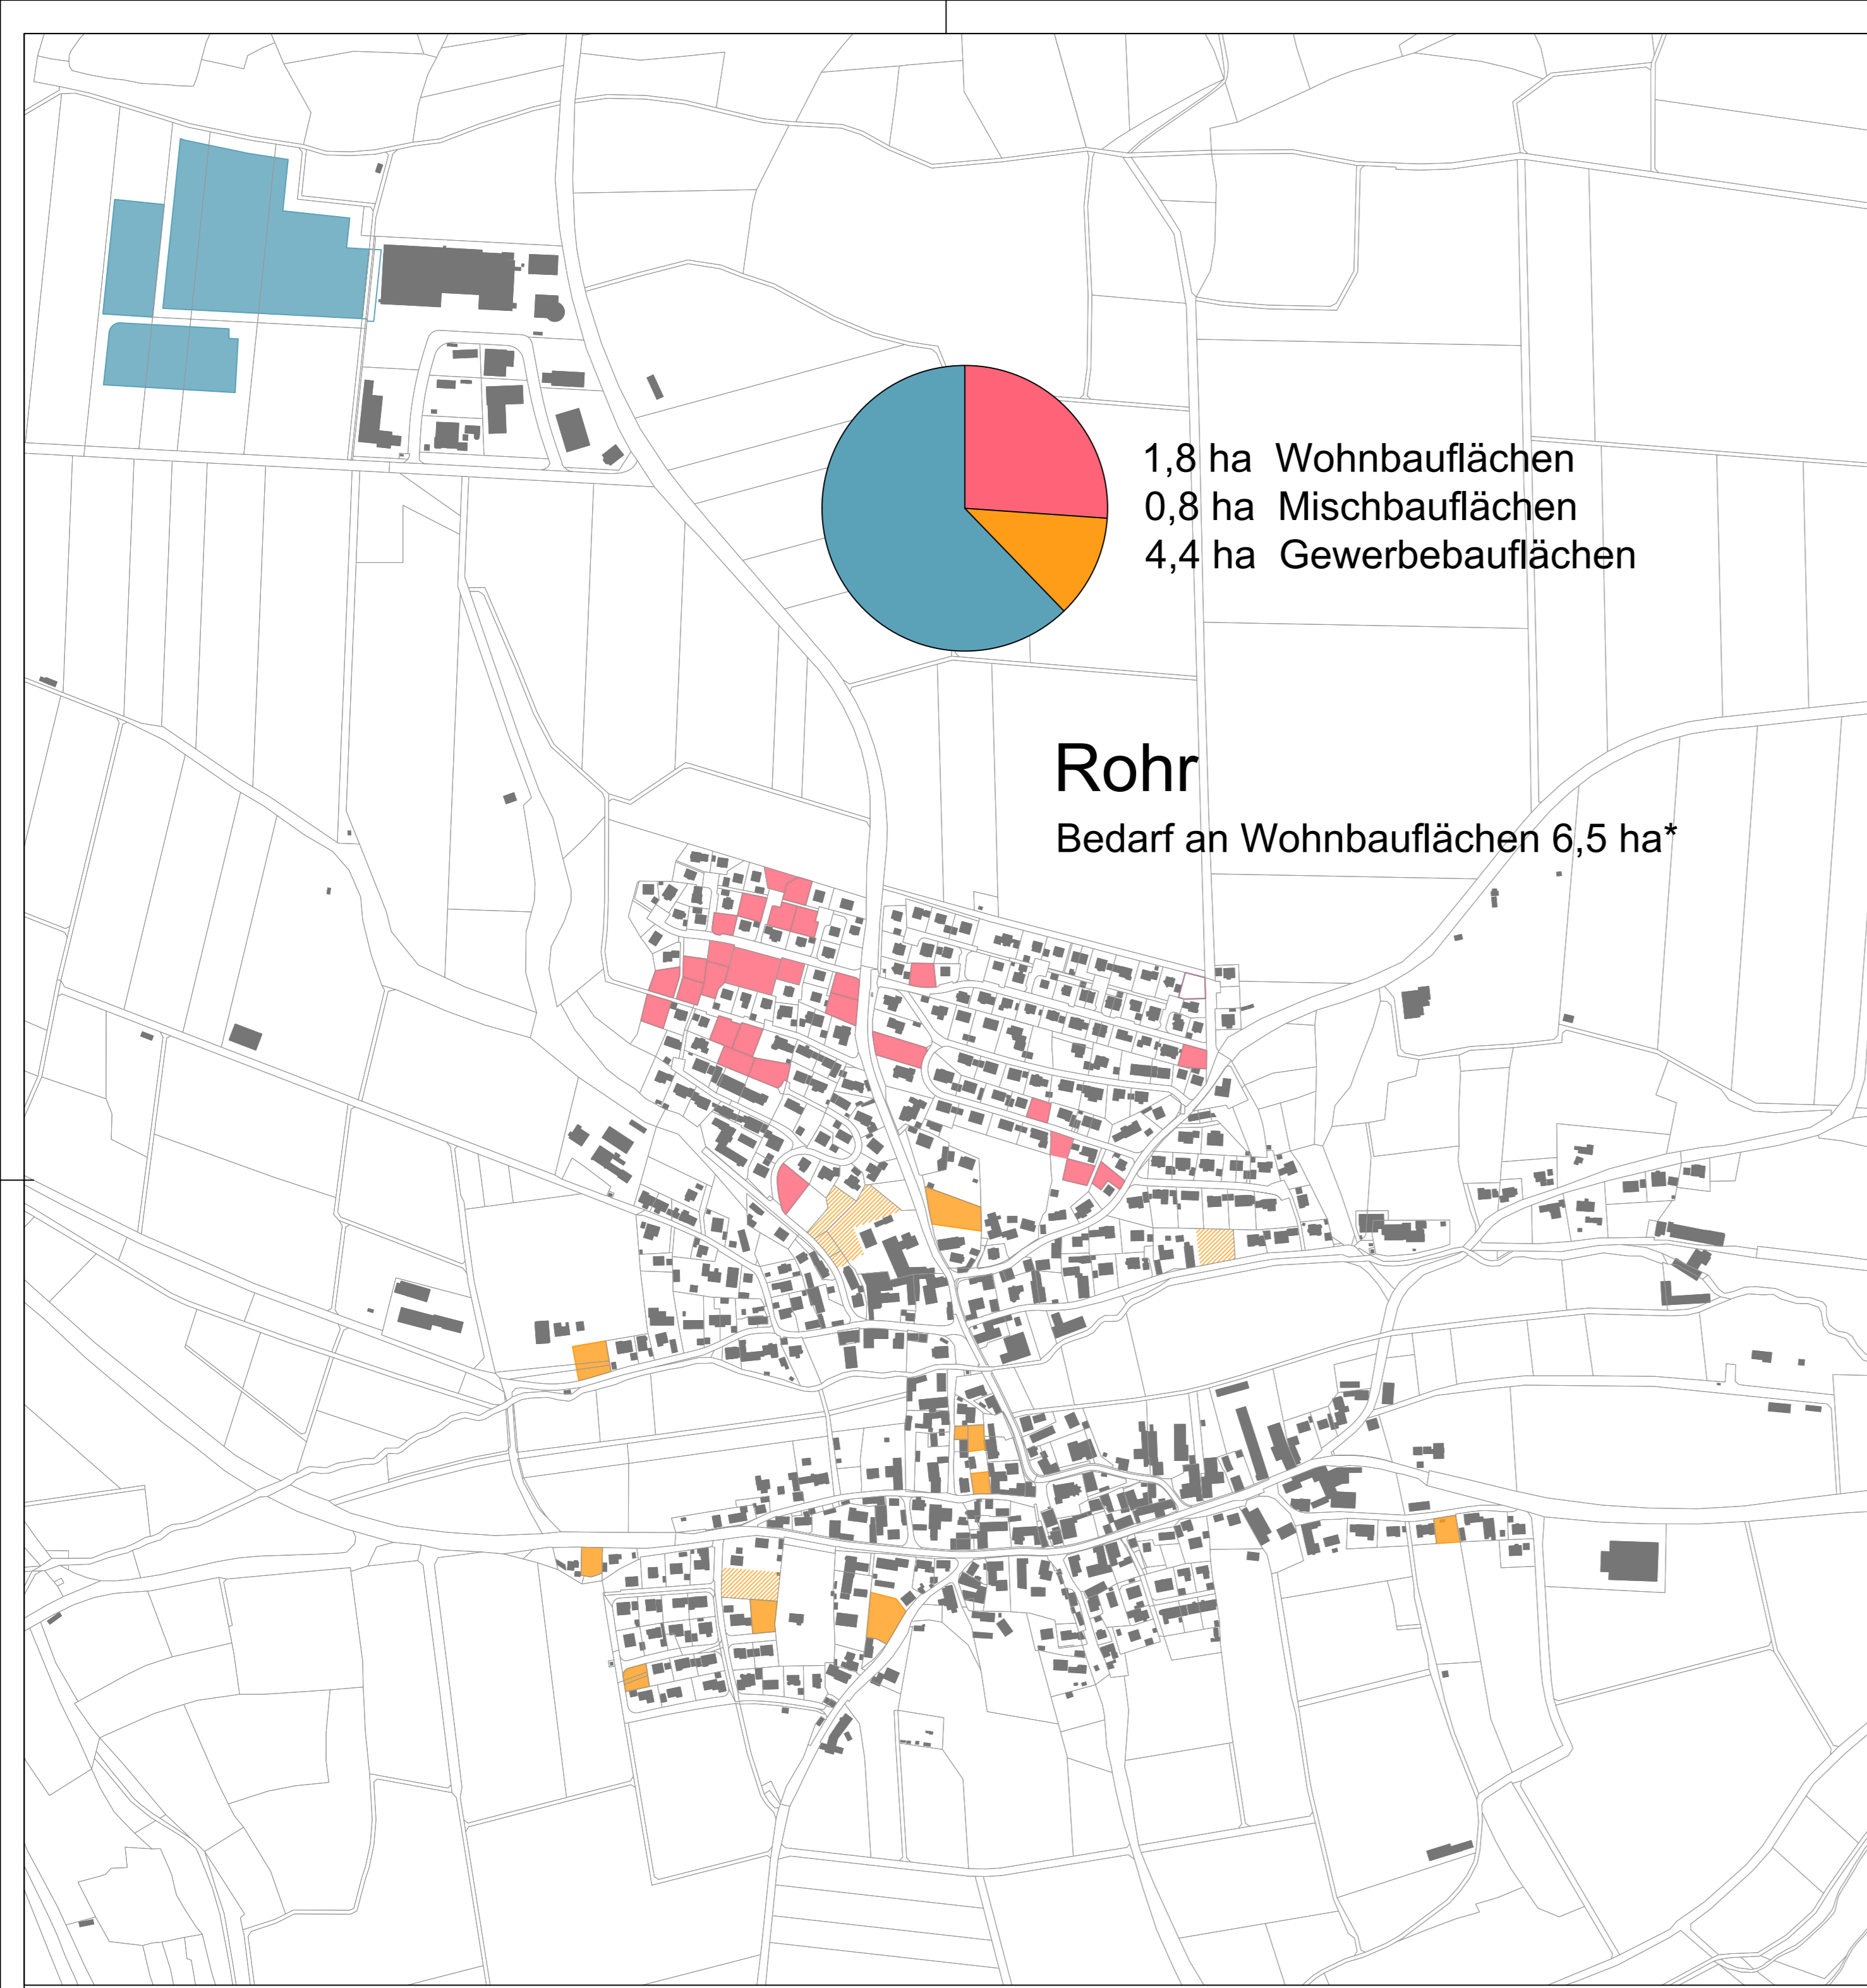 1,8 ha Wohnbauflächen
0,8 ha Mischbauflächen
4,4 ha Gewerbebauflächen
Rohr
Bedarf an Wohnbauflächen 6,5 ha*